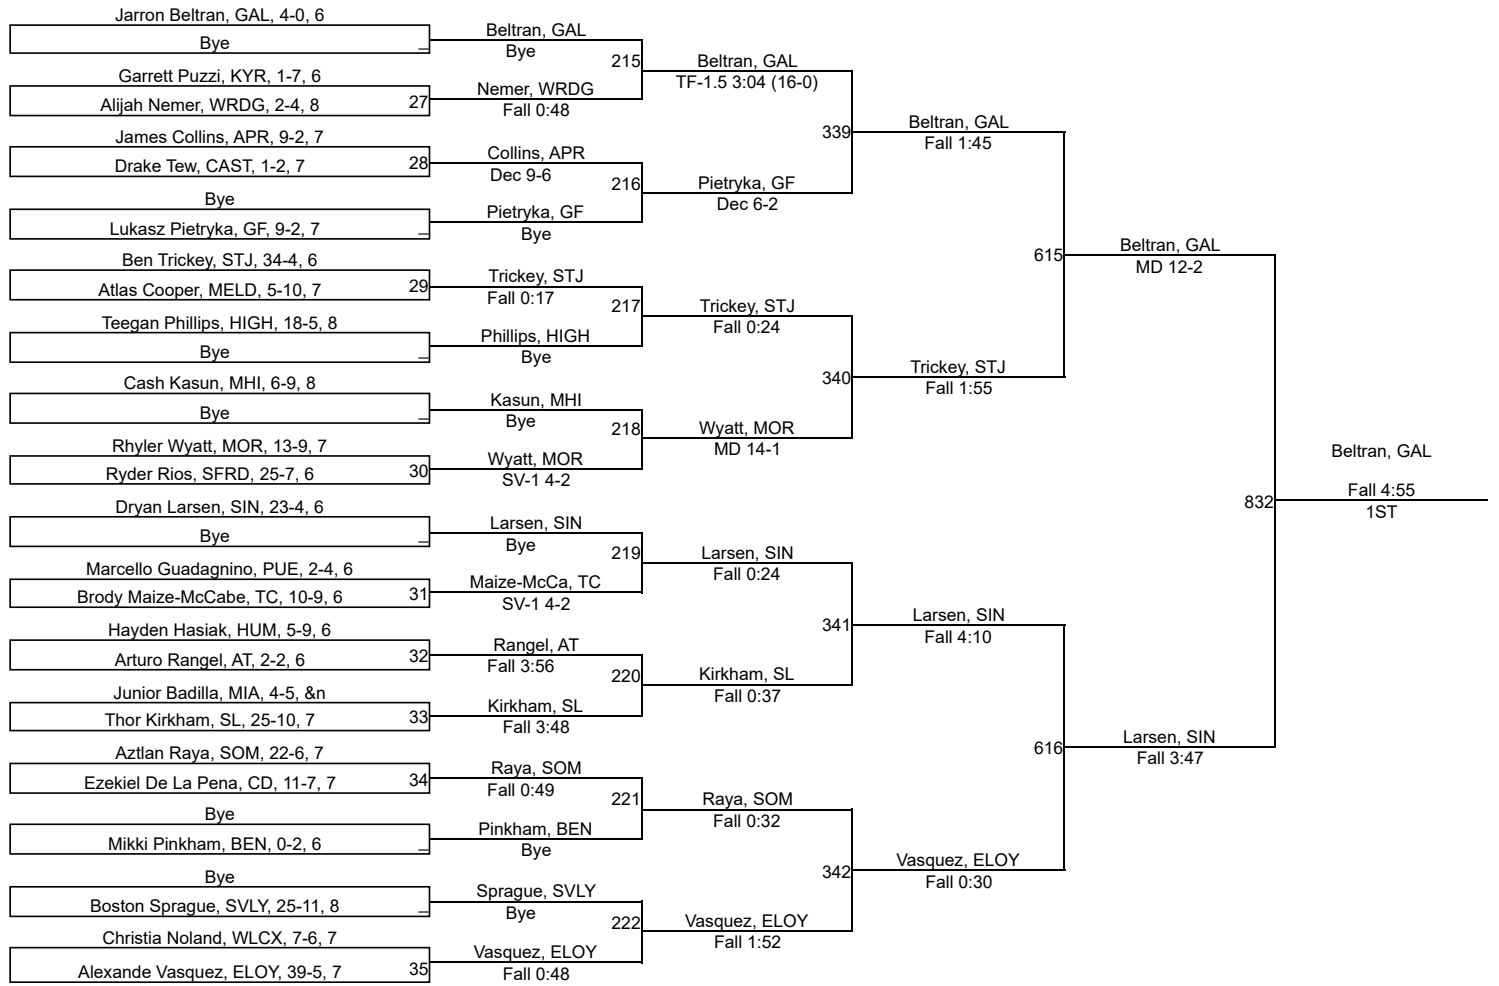 Jarron Beltran, GAL, 4-0, 6
Bye
_
Garrett Puzzi, KYR, 1-7, 6
Alijah Nemer, WRDG, 2-4, 8
27
James Collins, APR, 9-2, 7
Drake Tew, CAST, 1-2, 7
28
Bye
Lukasz Pietryka, GF, 9-2, 7
_
Ben Trickey, STJ, 34-4, 6
Atlas Cooper, MELD, 5-10, 7
29
Teegan Phillips, HIGH, 18-5, 8
Bye
_
Cash Kasun, MHI, 6-9, 8
Bye
_
Rhyler Wyatt, MOR, 13-9, 7
Ryder Rios, SFRD, 25-7, 6
30
Dryan Larsen, SIN, 23-4, 6
Bye
_
Marcello Guadagnino, PUE, 2-4, 6
Brody Maize-McCabe, TC, 10-9, 6
31
Hayden Hasiak, HUM, 5-9, 6
Arturo Rangel, AT, 2-2, 6
32
Junior Badilla, MIA, 4-5, &n
Thor Kirkham, SL, 25-10, 7
33
Aztlan Raya, SOM, 22-6, 7
Ezekiel De La Pena, CD, 11-7, 7
34
Bye
Mikki Pinkham, BEN, 0-2, 6
_
Bye
Boston Sprague, SVLY, 25-11, 8
_
Christia Noland, WLCX, 7-6, 7
Alexande Vasquez, ELOY, 39-5, 7
35
Beltran, GAL
Bye
215
Nemer, WRDG
Fall 0:48
Collins, APR
Dec 9-6
216
Pietryka, GF
Bye
Trickey, STJ
Fall 0:17
217
Phillips, HIGH
Bye
Kasun, MHI
Bye
218
Wyatt, MOR
SV-1 4-2
Larsen, SIN
Bye
219
Maize-McCa, TC
SV-1 4-2
Rangel, AT
Fall 3:56
220
Kirkham, SL
Fall 3:48
Raya, SOM
Fall 0:49
221
Pinkham, BEN
Bye
Sprague, SVLY
Bye
222
Vasquez, ELOY
Fall 0:48
Beltran, GAL
TF-1.5 3:04 (16-0)
339
Pietryka, GF
Dec 6-2
Trickey, STJ
Fall 0:24
340
Wyatt, MOR
MD 14-1
Larsen, SIN
Fall 0:24
341
Kirkham, SL
Fall 0:37
Raya, SOM
Fall 0:32
342
Vasquez, ELOY
Fall 1:52
Beltran, GAL
Fall 1:45
615
Trickey, STJ
Fall 1:55
Larsen, SIN
Fall 4:10
616
Vasquez, ELOY
Fall 0:30
Beltran, GAL
MD 12-2
832
Larsen, SIN
Fall 3:47
Beltran, GAL
Fall 4:55
1ST